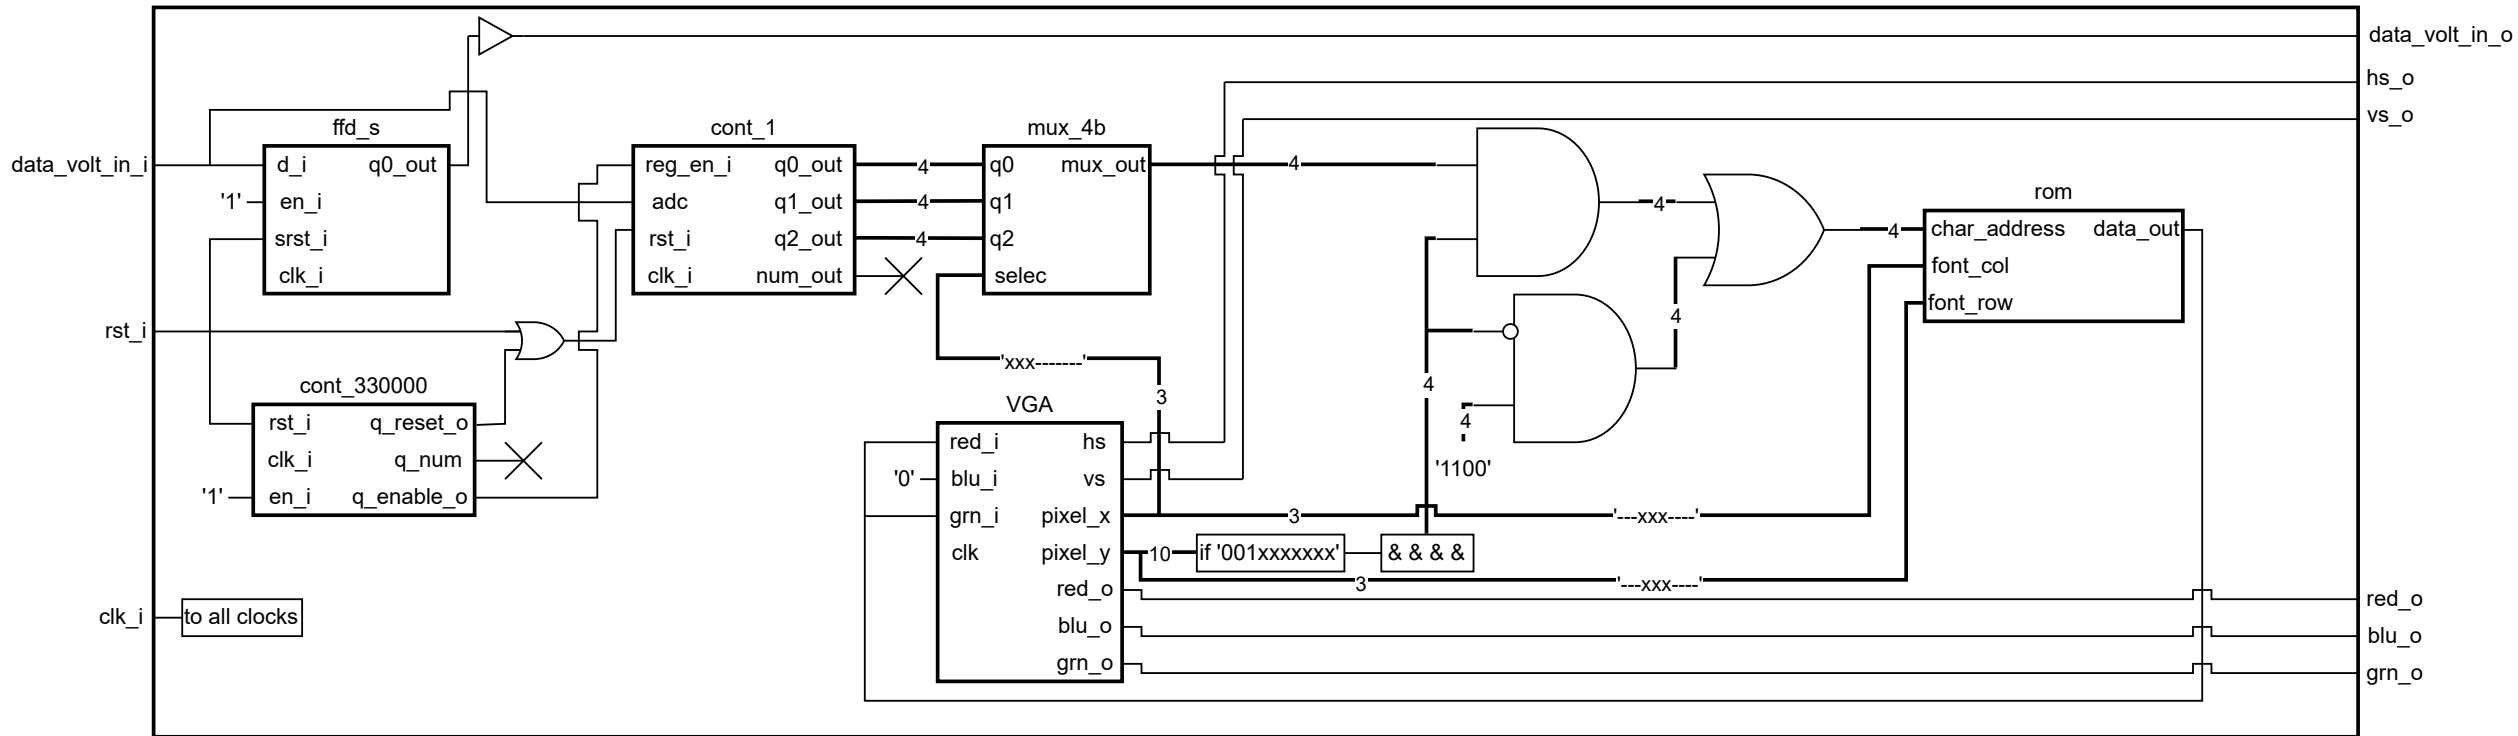 data_volt_in_o
hs_o
vs_o
ffd_s
cont_1
mux_4b
data_volt_in_i
d_i q0_out
'1' en_i
srst_i
clk_i
reg_en_i q0_out
adc q1_out
rst_i q2_out
clk_i num_out
4
4
4
q0 mux_out
q1
q2
selec
4
4
4
4
4
4
rom
char_address data_out
font_col
font_row
rst_i
cont_330000
rst_i q_reset_o
clk_i q_num
'1' en_i q_enable_o
'xxx-------'
3
VGA
red_i hs
'0' blu_i vs
grn_i pixel_x
clk pixel_y
red_o
blu_o
grn_o
'1100'
3
'---xxx----'
10
if '001xxxxxxx'
& & & &
3
'---xxx----'
clk_i
to all clocks
red_o
blu_o
grn_o